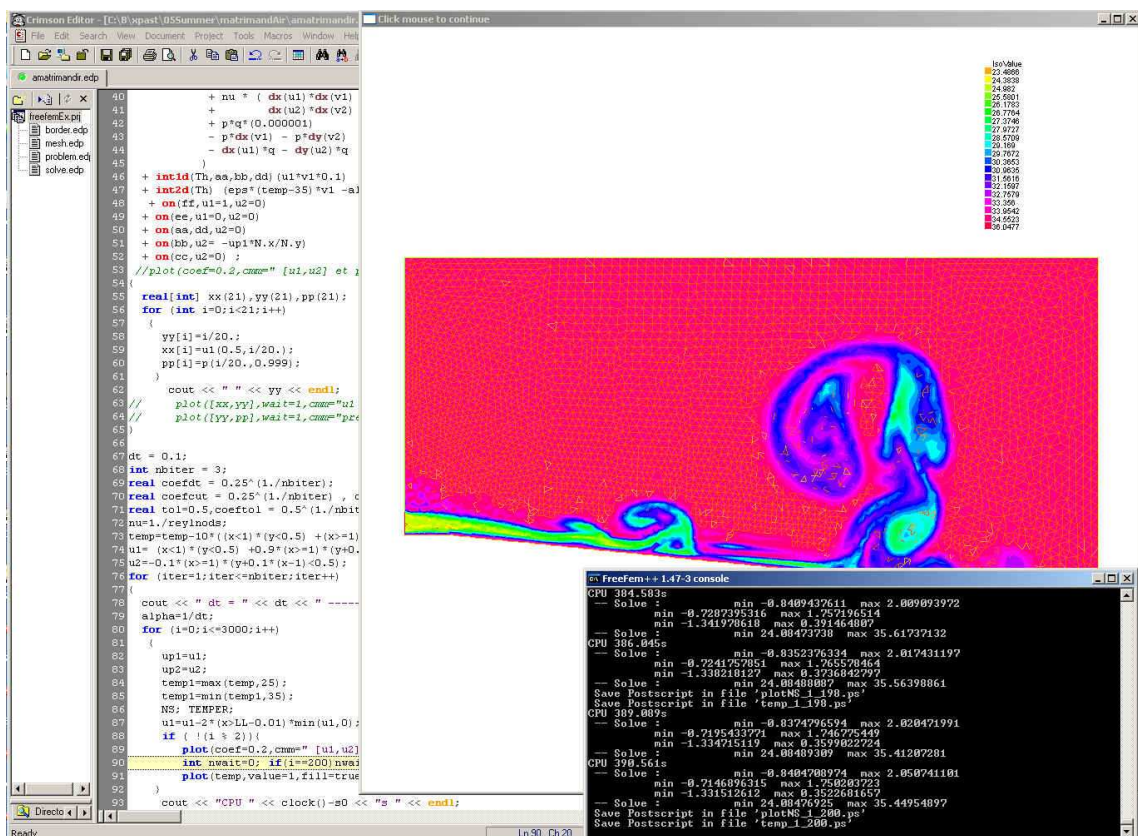 Crimson Editor - [C:\B\xpast\05Summer\matrimandAir\amatrimandir.
File Edit Search View Document Project Tools Macros Window Hel
amatrimandir.edp
freefemEx.prj
border.edp
mesh.edp
problem.edp
solve.edp
Directo
40 + nu * ( dx(u1)*dx(v1)
41 + dx(u2)*dx(v2)
42 + p*q*(0.000001)
43 - p*dx(v1) - p*dy(v2)
44 - dx(u1)*q - dy(u2)*q
45 )
46 + int1d(Th,aa,bb,dd)(u1*v1*0.1)
47 + int2d(Th) (eps*(temp-35)*v1 -al
48 + on(ff,u1=1,u2=0)
49 + on(ee,u1=0,u2=0)
50 + on(aa,dd,u2=0)
51 + on(bb,u2= -up1*N.x/N.y)
52 + on(cc,u2=0) ;
53 //plot(coef=0.2,cmm=" [u1,u2] et p
54 {
55 real[int] xx(21),yy(21),pp(21);
56 for (int i=0;i<21;i++)
57 {
58 yy[i]=i/20.;
59 xx[i]=u1(0.5,i/20.);
60 pp[i]=p(i/20.,0.999);
61 }
62 cout << " " << yy << endl;
63 // plot([xx,yy],wait=1,cmm="u1
64 // plot([yy,pp],wait=1,cmm="pre
65 }
66
67 dt = 0.1;
68 int nbiter = 3;
69 real coefdt = 0.25^(1./nbiter);
70 real coefcut = 0.25^(1./nbiter) , c
71 real tol=0.5,coeftol = 0.5^(1./nbit
72 nu=1./reylnods;
73 temp=temp-10*((x<1)*(y<0.5) +(x>=1)
74 u1= (x<1)*(y<0.5) +0.9*(x>=1)*(y+0.
75 u2=-0.1*(x>=1)*(y+0.1*(x-1)<0.5);
76 for (iter=1;iter<=nbiter;iter++)
77 {
78 cout << " dt = " << dt << " -----
79 alpha=1/dt;
80 for (i=0;i<=3000;i++)
81 {
82 up1=u1;
83 up2=u2;
84 temp1=max(temp,25);
85 temp1=min(temp1,35);
86 NS; TEMPER;
87 u1=u1-2*(x>LL-0.01)*min(u1,0);
88 if ( !(i % 2)){
89 plot(coef=0.2,cmm=" [u1,u2]
90 int nwait=0; if(i==200)nwai
91 plot(temp,value=1,fill=true
92 }
93 cout << "CPU " << clock()-s0 << "s " << endl;
Ready
Ln 90, Ch 20
Click mouse to continue
IsoValue
23.4866
24.3838
24.982
25.5801
26.1783
26.7764
27.3746
27.9727
28.5709
29.169
29.7672
30.3653
30.9635
31.5616
32.1597
32.7579
33.356
33.9542
34.5523
36.0477
FreeFem++ 1.47-3 console
CPU 384.583s
-- Solve : min -0.8409437611 max 2.009093972
min -0.7287395316 max 1.757196514
min -1.341978618 max 0.391464807
-- Solve : min 24.08473738 max 35.61737132
CPU 386.045s
-- Solve : min -0.8352376334 max 2.017431197
min -0.7241757851 max 1.765578464
min -1.338218127 max 0.3736842797
-- Solve : min 24.08488087 max 35.56398861
Save Postscript in file 'plotNS_1_198.ps'
Save Postscript in file 'temp_1_198.ps'
CPU 389.089s
-- Solve : min -0.8374796594 max 2.020471991
min -0.7195433771 max 1.746775449
min -1.334715119 max 0.3599022724
-- Solve : min 24.08489309 max 35.41207281
CPU 390.561s
-- Solve : min -0.8404708974 max 2.050741101
min -0.7146896315 max 1.750203723
min -1.331512612 max 0.3522681657
-- Solve : min 24.08476925 max 35.44954897
Save Postscript in file 'plotNS_1_200.ps'
Save Postscript in file 'temp_1_200.ps'